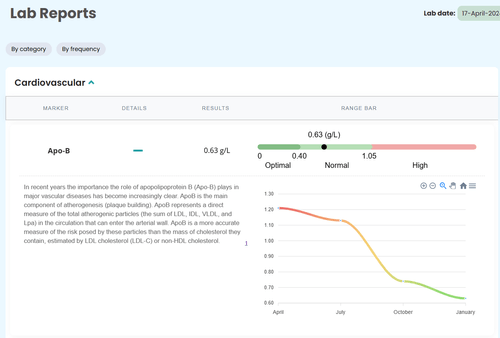 Lab Reports
Lab date: 17-April-202
By category By frequency
Cardiovascular
MARKER DETAILS RESULTS RANGE BAR
0.63 (g/L)
Apo-B 0.63 g/L
0 0.40 1.05
Optimal Normal High
In recent years the importance the role of apopolipoprotein B (Apo-B) plays in
major vascular diseases has become increasingly clear. ApoB is the main
component of atherogenesis (plaque building). ApoB represents a direct
measure of the total atherogenic particles (the sum of LDL, IDL, VLDL, and
Lpa) in the circulation that can enter the arterial wall. ApoB is a more accurate
measure of the risk posed by these particles than the mass of cholesterol they
contain, estimated by LDL cholesterol (LDL-C) or non-HDL cholesterol.
1
1.30
1.20
1.10
1.00
0.90
0.80
0.70
0.60
April July October January